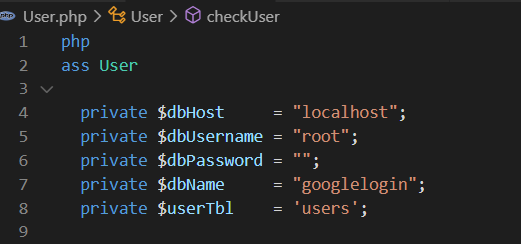 php User.php > User > checkUser
1 php
2 ass User
3
4 private $dbHost = "localhost";
5 private $dbUsername = "root";
6 private $dbPassword = "";
7 private $dbName = "googlelogin";
8 private $userTbl = 'users';
9